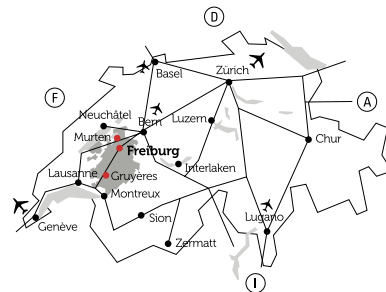 D
Basel
Zürich
F
A
Neuchâtel
Bern
Luzern
Murten
Freiburg
Chur
Interlaken
Lausanne
Gruyères
Montreux
Sion
Lugano
Genève
Zermatt
I